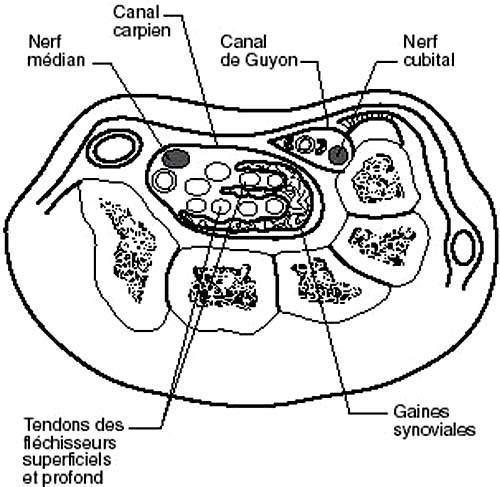 Canal
carpien
Nerf
médian
Canal
de Guyon
Nerf
cubital
Tendons des
fléchisseurs
superficiels
et profond
Gaines
synoviales